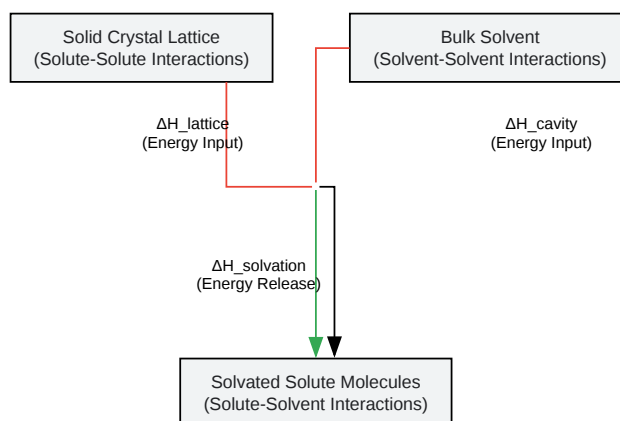 Solid Crystal Lattice
(Solute-Solute Interactions)
Bulk Solvent
(Solvent-Solvent Interactions)
ΔH_lattice
(Energy Input)
ΔH_cavity
(Energy Input)
ΔH_solvation
(Energy Release)
Solvated Solute Molecules
(Solute-Solvent Interactions)